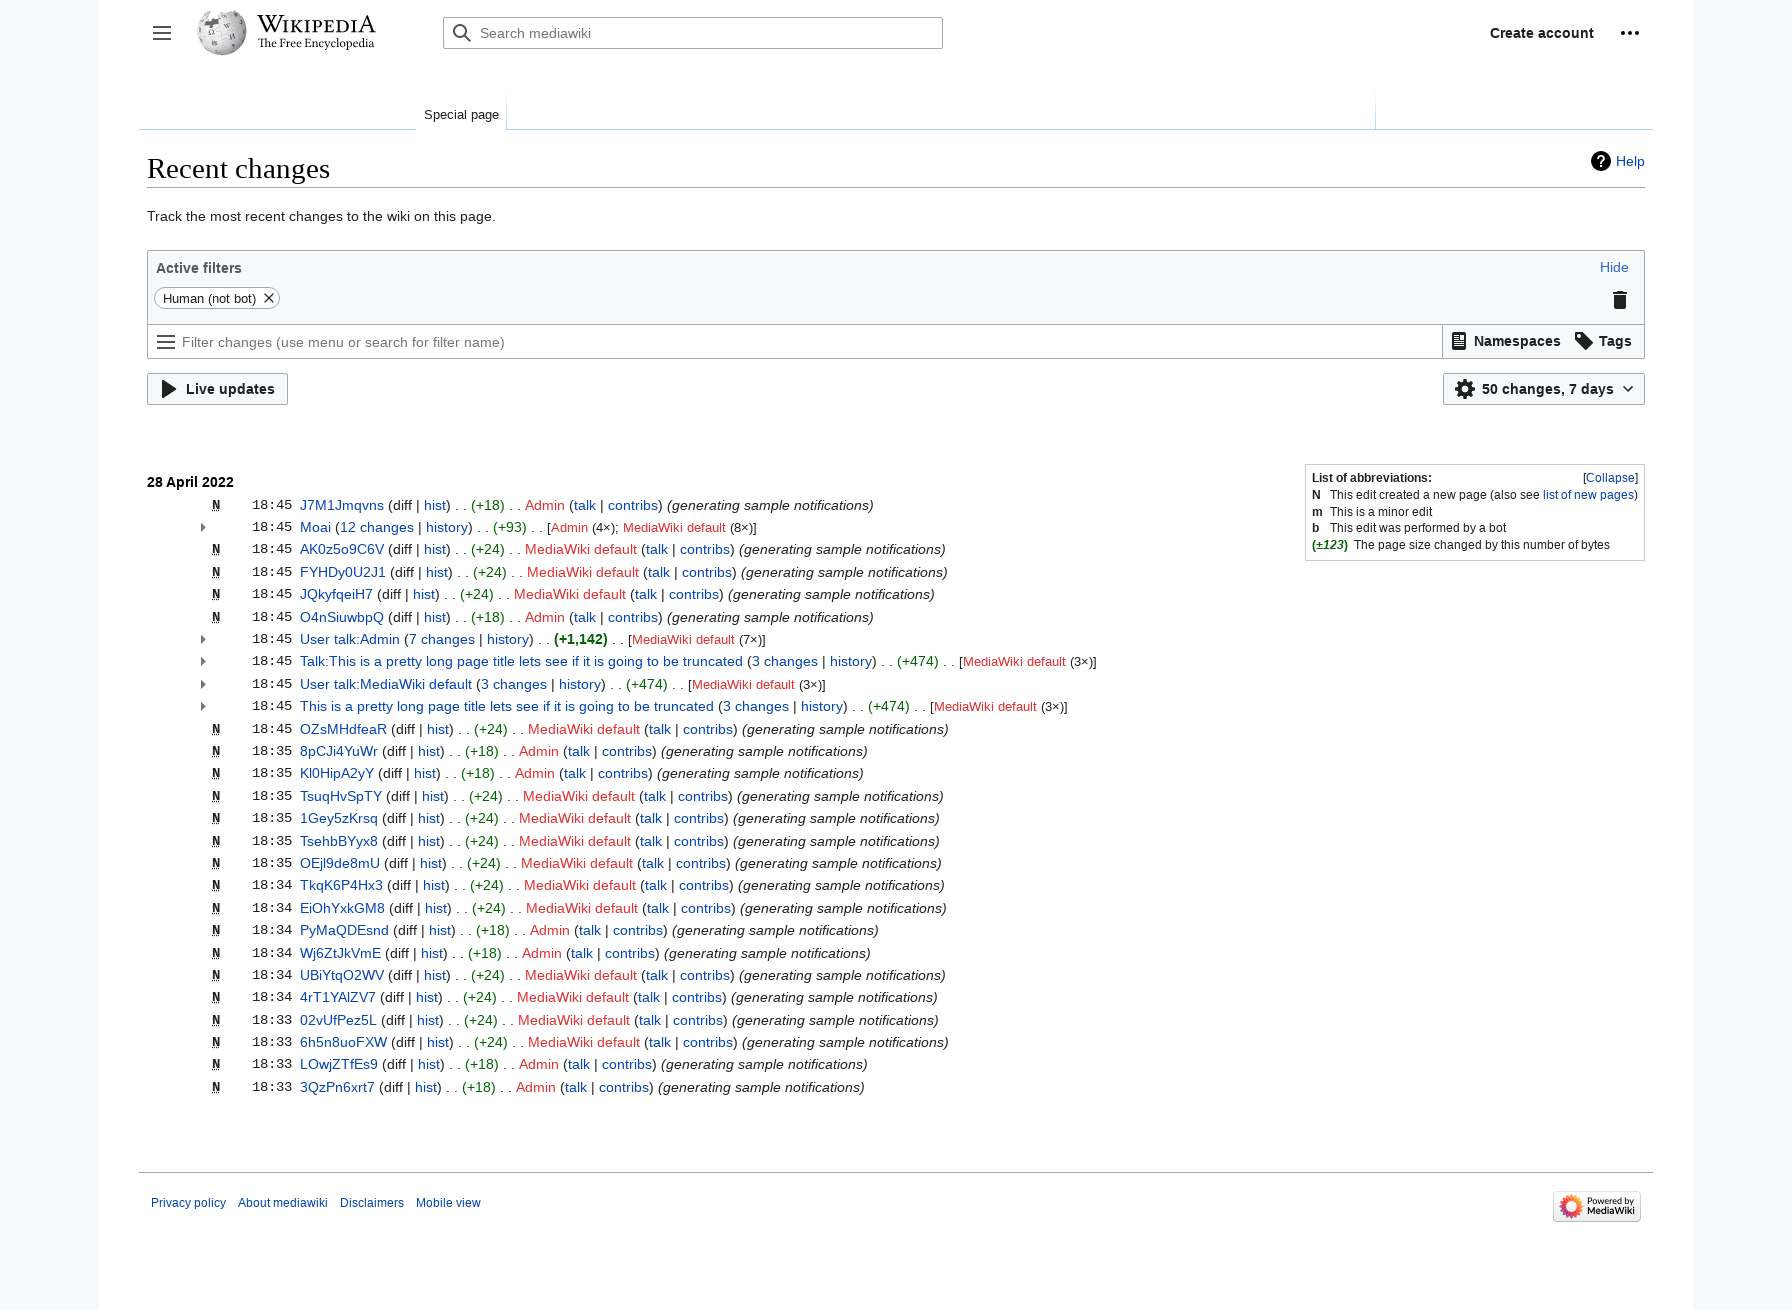 WIKIPEDIA
The Free Encyclopedia
Search mediawiki
Create account
Special page
Recent changes
Help
Track the most recent changes to the wiki on this page.
Active filters
Hide
Human (not bot)
Filter changes (use menu or search for filter name)
Namespaces
Tags
Live updates
50 changes, 7 days
List of abbreviations: [Collapse]
N This edit created a new page (also see list of new pages)
m This is a minor edit
b This edit was performed by a bot
(±123) The page size changed by this number of bytes
28 April 2022
N 18:45 J7M1Jmqvns (diff | hist) . . (+18) . . Admin (talk | contribs) (generating sample notifications)
18:45 Moai (12 changes | history) . . (+93) . . [Admin (4×); MediaWiki default (8×)]
N 18:45 AK0z5o9C6V (diff | hist) . . (+24) . . MediaWiki default (talk | contribs) (generating sample notifications)
N 18:45 FYHDy0U2J1 (diff | hist) . . (+24) . . MediaWiki default (talk | contribs) (generating sample notifications)
N 18:45 JQkyfqeiH7 (diff | hist) . . (+24) . . MediaWiki default (talk | contribs) (generating sample notifications)
N 18:45 O4nSiuwbpQ (diff | hist) . . (+18) . . Admin (talk | contribs) (generating sample notifications)
18:45 User talk:Admin (7 changes | history) . . (+1,142) . . [MediaWiki default (7×)]
18:45 Talk:This is a pretty long page title lets see if it is going to be truncated (3 changes | history) . . (+474) . . [MediaWiki default (3×)]
18:45 User talk:MediaWiki default (3 changes | history) . . (+474) . . [MediaWiki default (3×)]
18:45 This is a pretty long page title lets see if it is going to be truncated (3 changes | history) . . (+474) . . [MediaWiki default (3×)]
N 18:45 OZsMHdfeaR (diff | hist) . . (+24) . . MediaWiki default (talk | contribs) (generating sample notifications)
N 18:35 8pCJi4YuWr (diff | hist) . . (+18) . . Admin (talk | contribs) (generating sample notifications)
N 18:35 Kl0HipA2yY (diff | hist) . . (+18) . . Admin (talk | contribs) (generating sample notifications)
N 18:35 TsuqHvSpTY (diff | hist) . . (+24) . . MediaWiki default (talk | contribs) (generating sample notifications)
N 18:35 1Gey5zKrsq (diff | hist) . . (+24) . . MediaWiki default (talk | contribs) (generating sample notifications)
N 18:35 TsehbBYyx8 (diff | hist) . . (+24) . . MediaWiki default (talk | contribs) (generating sample notifications)
N 18:35 OEjl9de8mU (diff | hist) . . (+24) . . MediaWiki default (talk | contribs) (generating sample notifications)
N 18:34 TkqK6P4Hx3 (diff | hist) . . (+24) . . MediaWiki default (talk | contribs) (generating sample notifications)
N 18:34 EiOhYxkGM8 (diff | hist) . . (+24) . . MediaWiki default (talk | contribs) (generating sample notifications)
N 18:34 PyMaQDEsnd (diff | hist) . . (+18) . . Admin (talk | contribs) (generating sample notifications)
N 18:34 Wj6ZtJkVmE (diff | hist) . . (+18) . . Admin (talk | contribs) (generating sample notifications)
N 18:34 UBiYtqO2WV (diff | hist) . . (+24) . . MediaWiki default (talk | contribs) (generating sample notifications)
N 18:34 4rT1YAlZV7 (diff | hist) . . (+24) . . MediaWiki default (talk | contribs) (generating sample notifications)
N 18:33 02vUfPez5L (diff | hist) . . (+24) . . MediaWiki default (talk | contribs) (generating sample notifications)
N 18:33 6h5n8uoFXW (diff | hist) . . (+24) . . MediaWiki default (talk | contribs) (generating sample notifications)
N 18:33 LOwjZTfEs9 (diff | hist) . . (+18) . . Admin (talk | contribs) (generating sample notifications)
N 18:33 3QzPn6xrt7 (diff | hist) . . (+18) . . Admin (talk | contribs) (generating sample notifications)
Privacy policy About mediawiki Disclaimers Mobile view
Powered by
MediaWiki